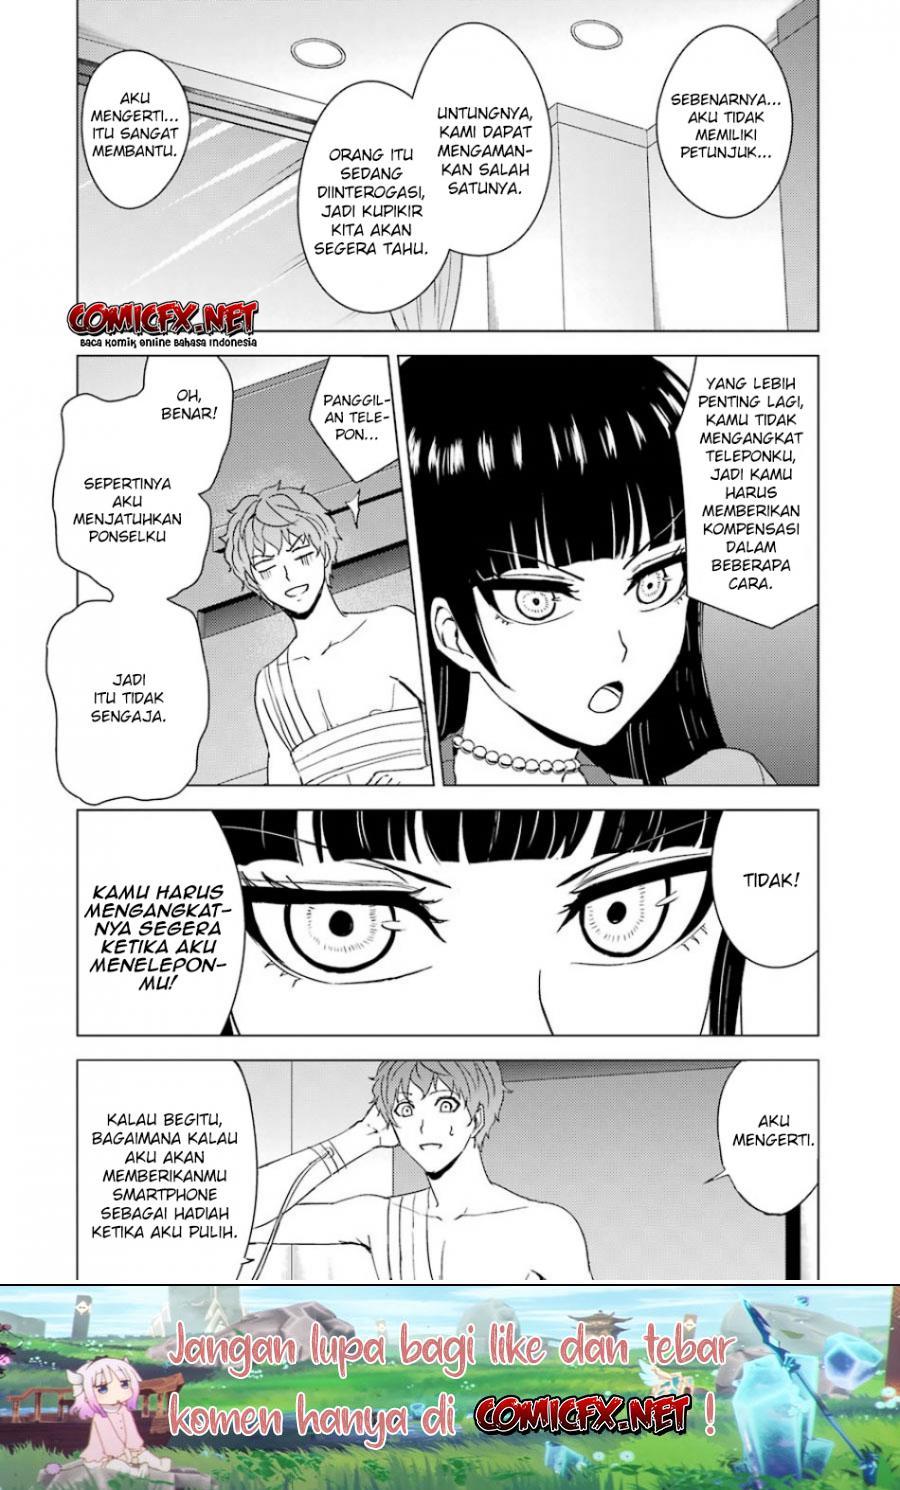 SEBENARNYA...
AKU TIDAK
MEMILIKI
PETUNJUK...
UNTUNGNYA,
KAMI DAPAT
MENGAMAN-
KAN SALAH
SATUNYA.
ORANG ITU
SEDANG
DIINTEROGASI,
JADI KUPIKIR
KITA AKAN
SEGERA TAHU.
AKU
MENGERTI...
ITU SANGAT
MEMBANTU.
COMICFX.NET
Baca Komik Online Bahasa Indonesia
YANG LEBIH
PENTING LAGI,
KAMU TIDAK
MENGANGKAT
TELEPONKU,
JADI KAMU
HARUS
MEMBERIKAN
KOMPENSASI
DALAM
BEBERAPA
CARA.
PANGGIL-
AN TELE-
PON...
OH,
BENAR!
SEPERTINYA
AKU
MENJATUHKAN
PONSELKU
JADI
ITU TIDAK
SENGAJA.
TIDAK!
KAMU HARUS
MENGANGKAT-
NYA SEGERA
KETIKA AKU
MENELEPON-
MU!
AKU
MENGERTI.
KALAU BEGITU,
BAGAIMANA KALAU
AKU AKAN
MEMBERIKANMU
SMARTPHONE
SEBAGAI HADIAH
KETIKA AKU PULIH.
Jangan lupa bagi like dan tebar
komen hanya di COMICFX.NET !